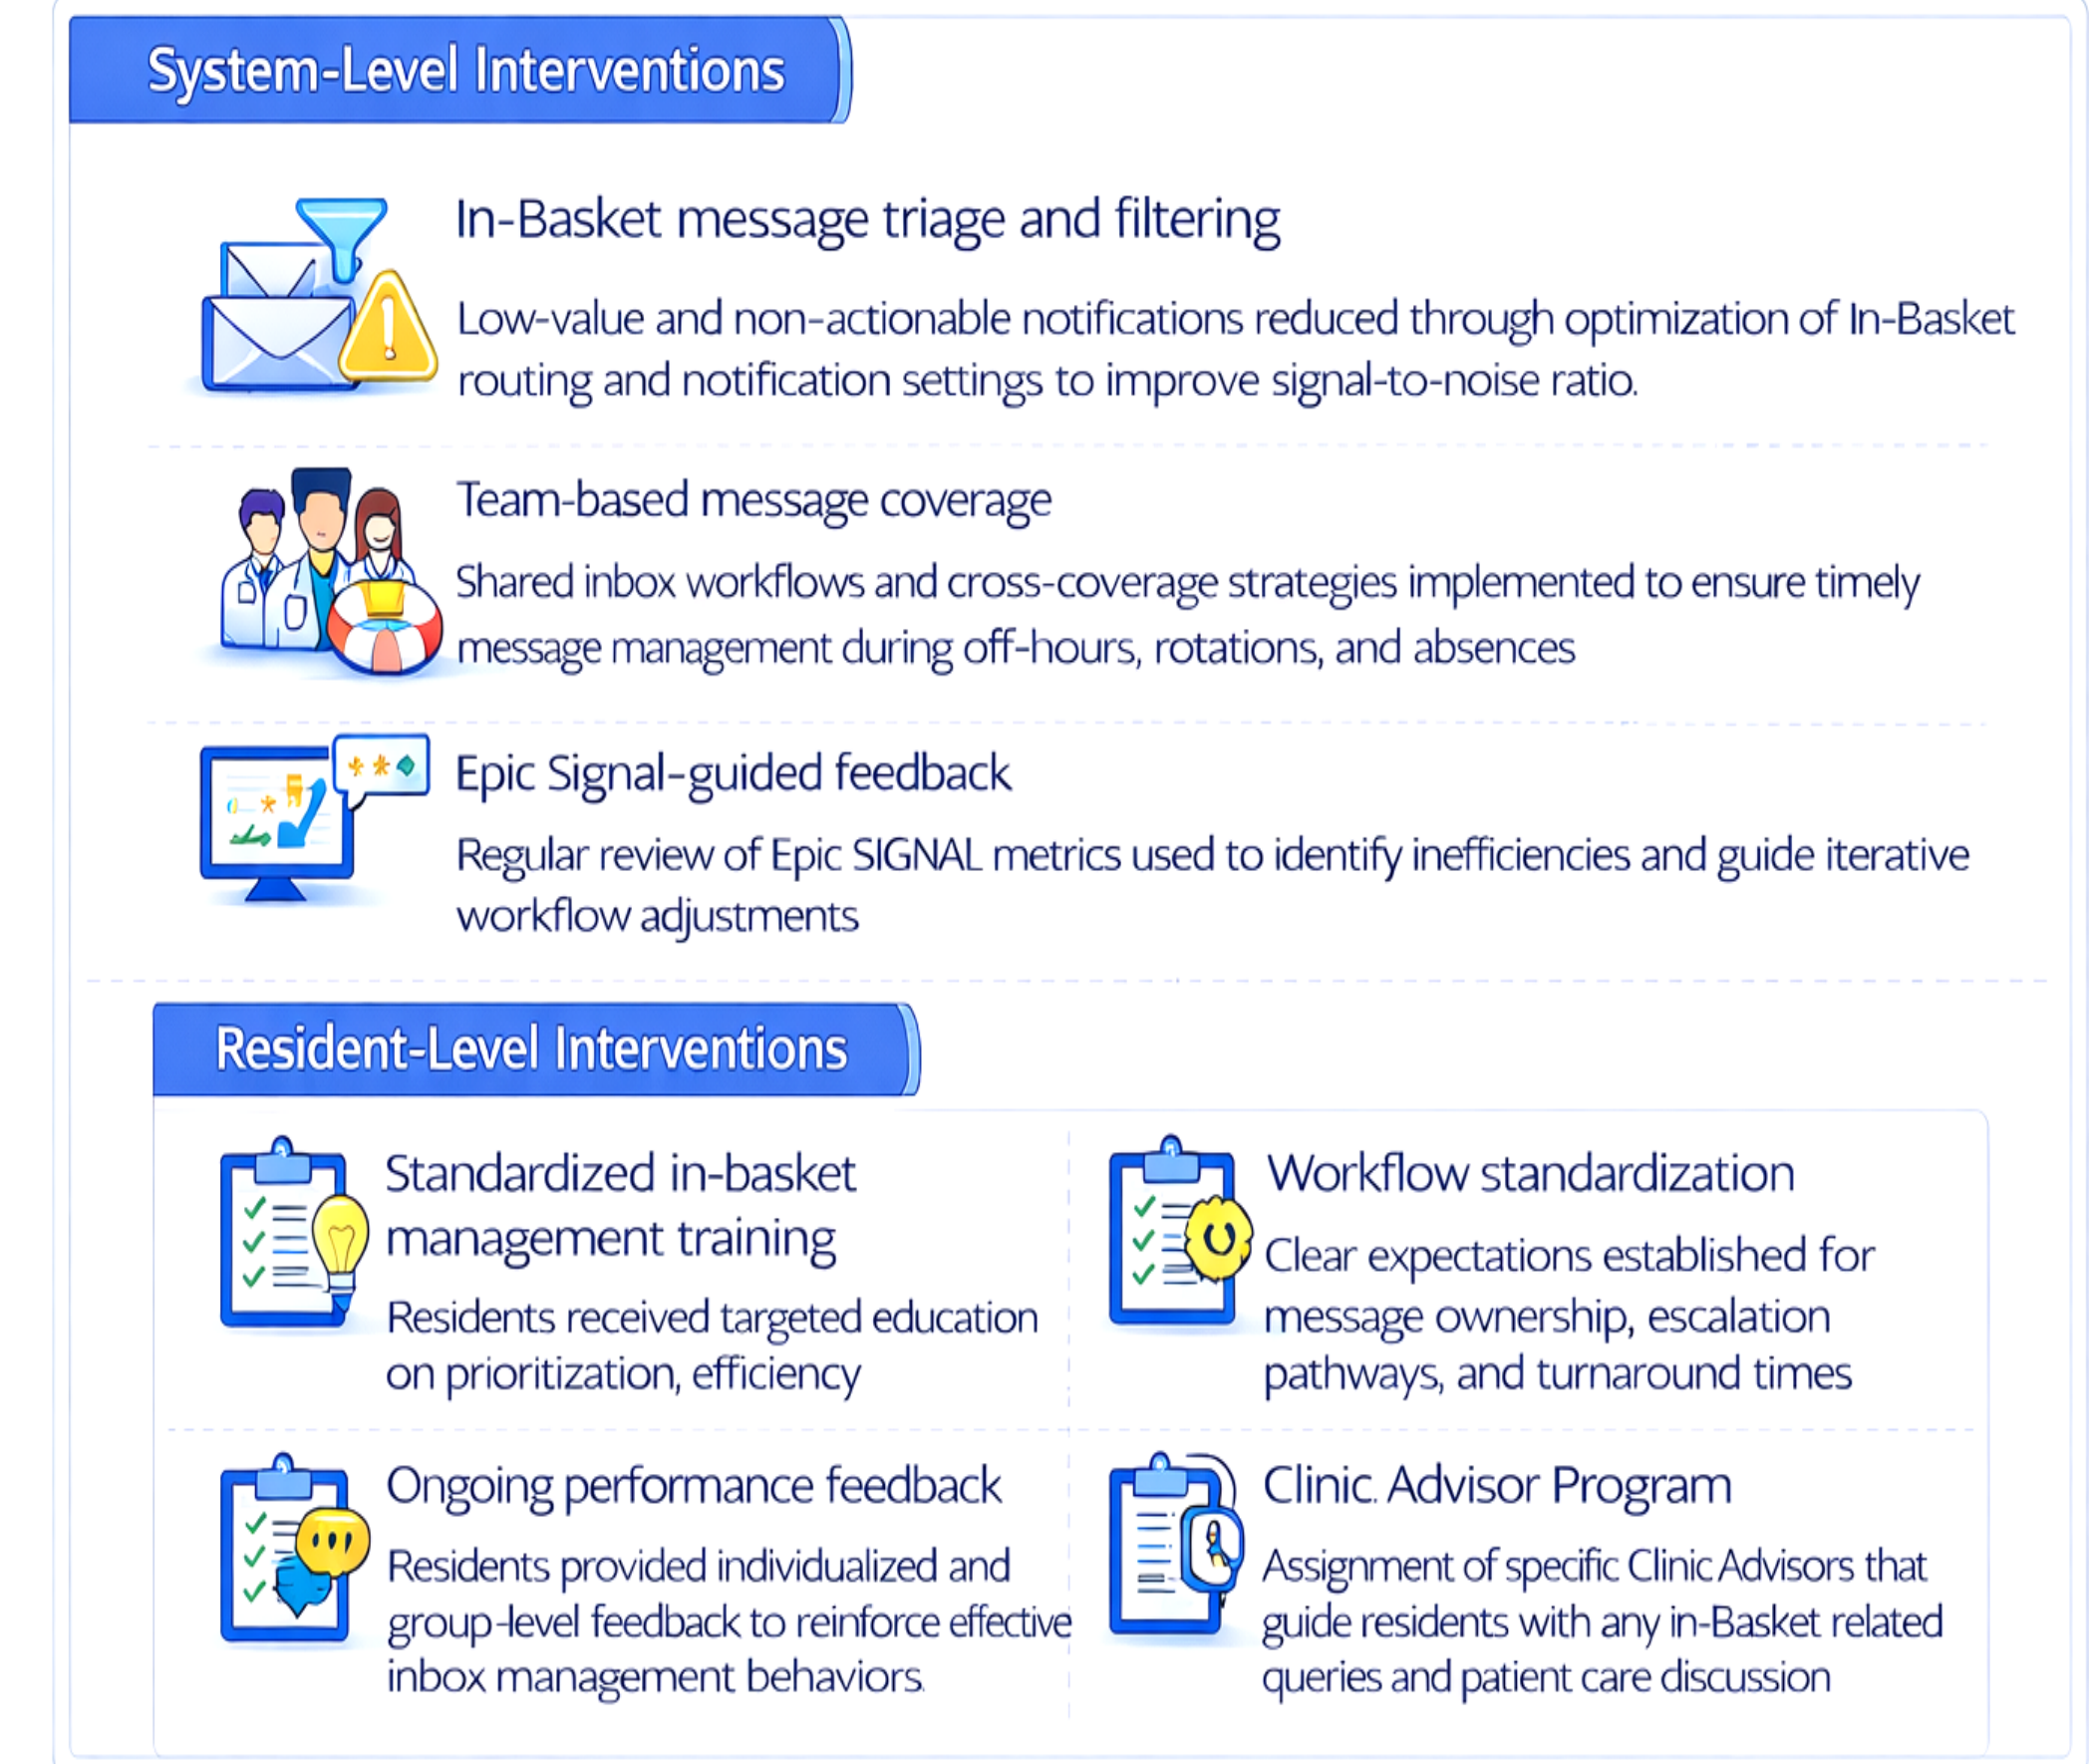 System-Level Interventions
In-Basket message triage and filtering
Low-value and non-actionable notifications reduced through optimization of In-Basket
routing and notification settings to improve signal-to-noise ratio.
Team-based message coverage
Shared inbox workflows and cross-coverage strategies implemented to ensure timely
message management during off-hours, rotations, and absences
Epic Signal-guided feedback
Regular review of Epic SIGNAL metrics used to identify inefficiencies and guide iterative
workflow adjustments
Resident-Level Interventions
Standardized in-basket
management training
Residents received targeted education
on prioritization, efficiency
Workflow standardization
Clear expectations established for
message ownership, escalation
pathways, and turnaround times
Ongoing performance feedback
Residents provided individualized and
group-level feedback to reinforce effective
inbox management behaviors.
Clinic. Advisor Program
Assignment of specific Clinic Advisors that
guide residents with any in-Basket related
queries and patient care discussion